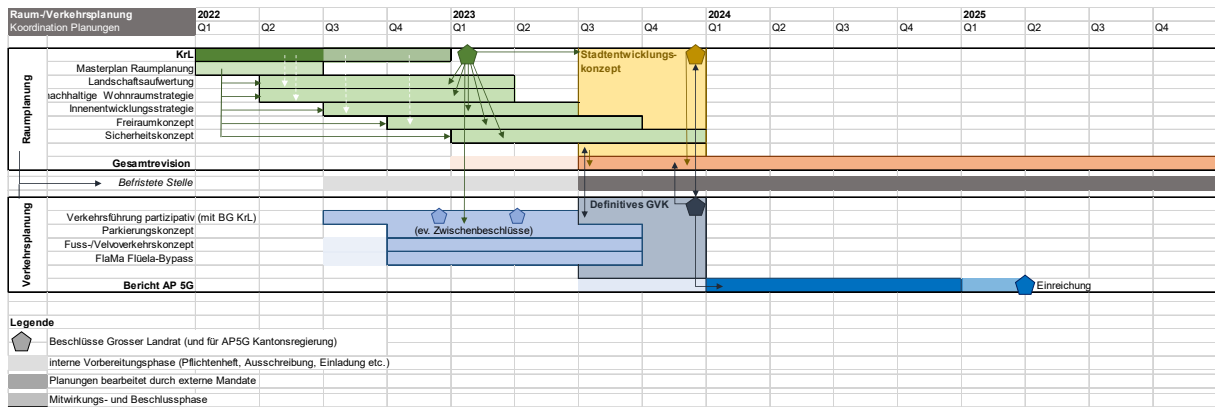 Raum-/Verkehrsplanung 2022 2023 2024 2025
Koordination Planungen Q1 Q2 Q3 Q4 Q1 Q2 Q3 Q4 Q1 Q2 Q3 Q4 Q1 Q2 Q3 Q4
Raumplanung
KrL
Stadtentwicklungs-
konzept
Masterplan Raumplanung
Landschaftsaufwertung
nachhaltige Wohnraumstrategie
Innenentwicklungsstrategie
Freiraumkonzept
Sicherheitskonzept
Gesamtrevision
Befristete Stelle
Verkehrsplanung
Definitives GVK
Verkehrsführung partizipativ (mit BG KrL)
Parkierungskonzept (ev. Zwischenbeschlüsse)
Fuss-/Velvoverkehrskonzept
FlaMa Flüela-Bypass
Bericht AP 5G Einreichung
Legende
Beschlüsse Grosser Landrat (und für AP5G Kantonsregierung)
interne Vorbereitungsphase (Pflichtenheft, Ausschreibung, Einladung etc.)
Planungen bearbeitet durch externe Mandate
Mitwirkungs- und Beschlussphase